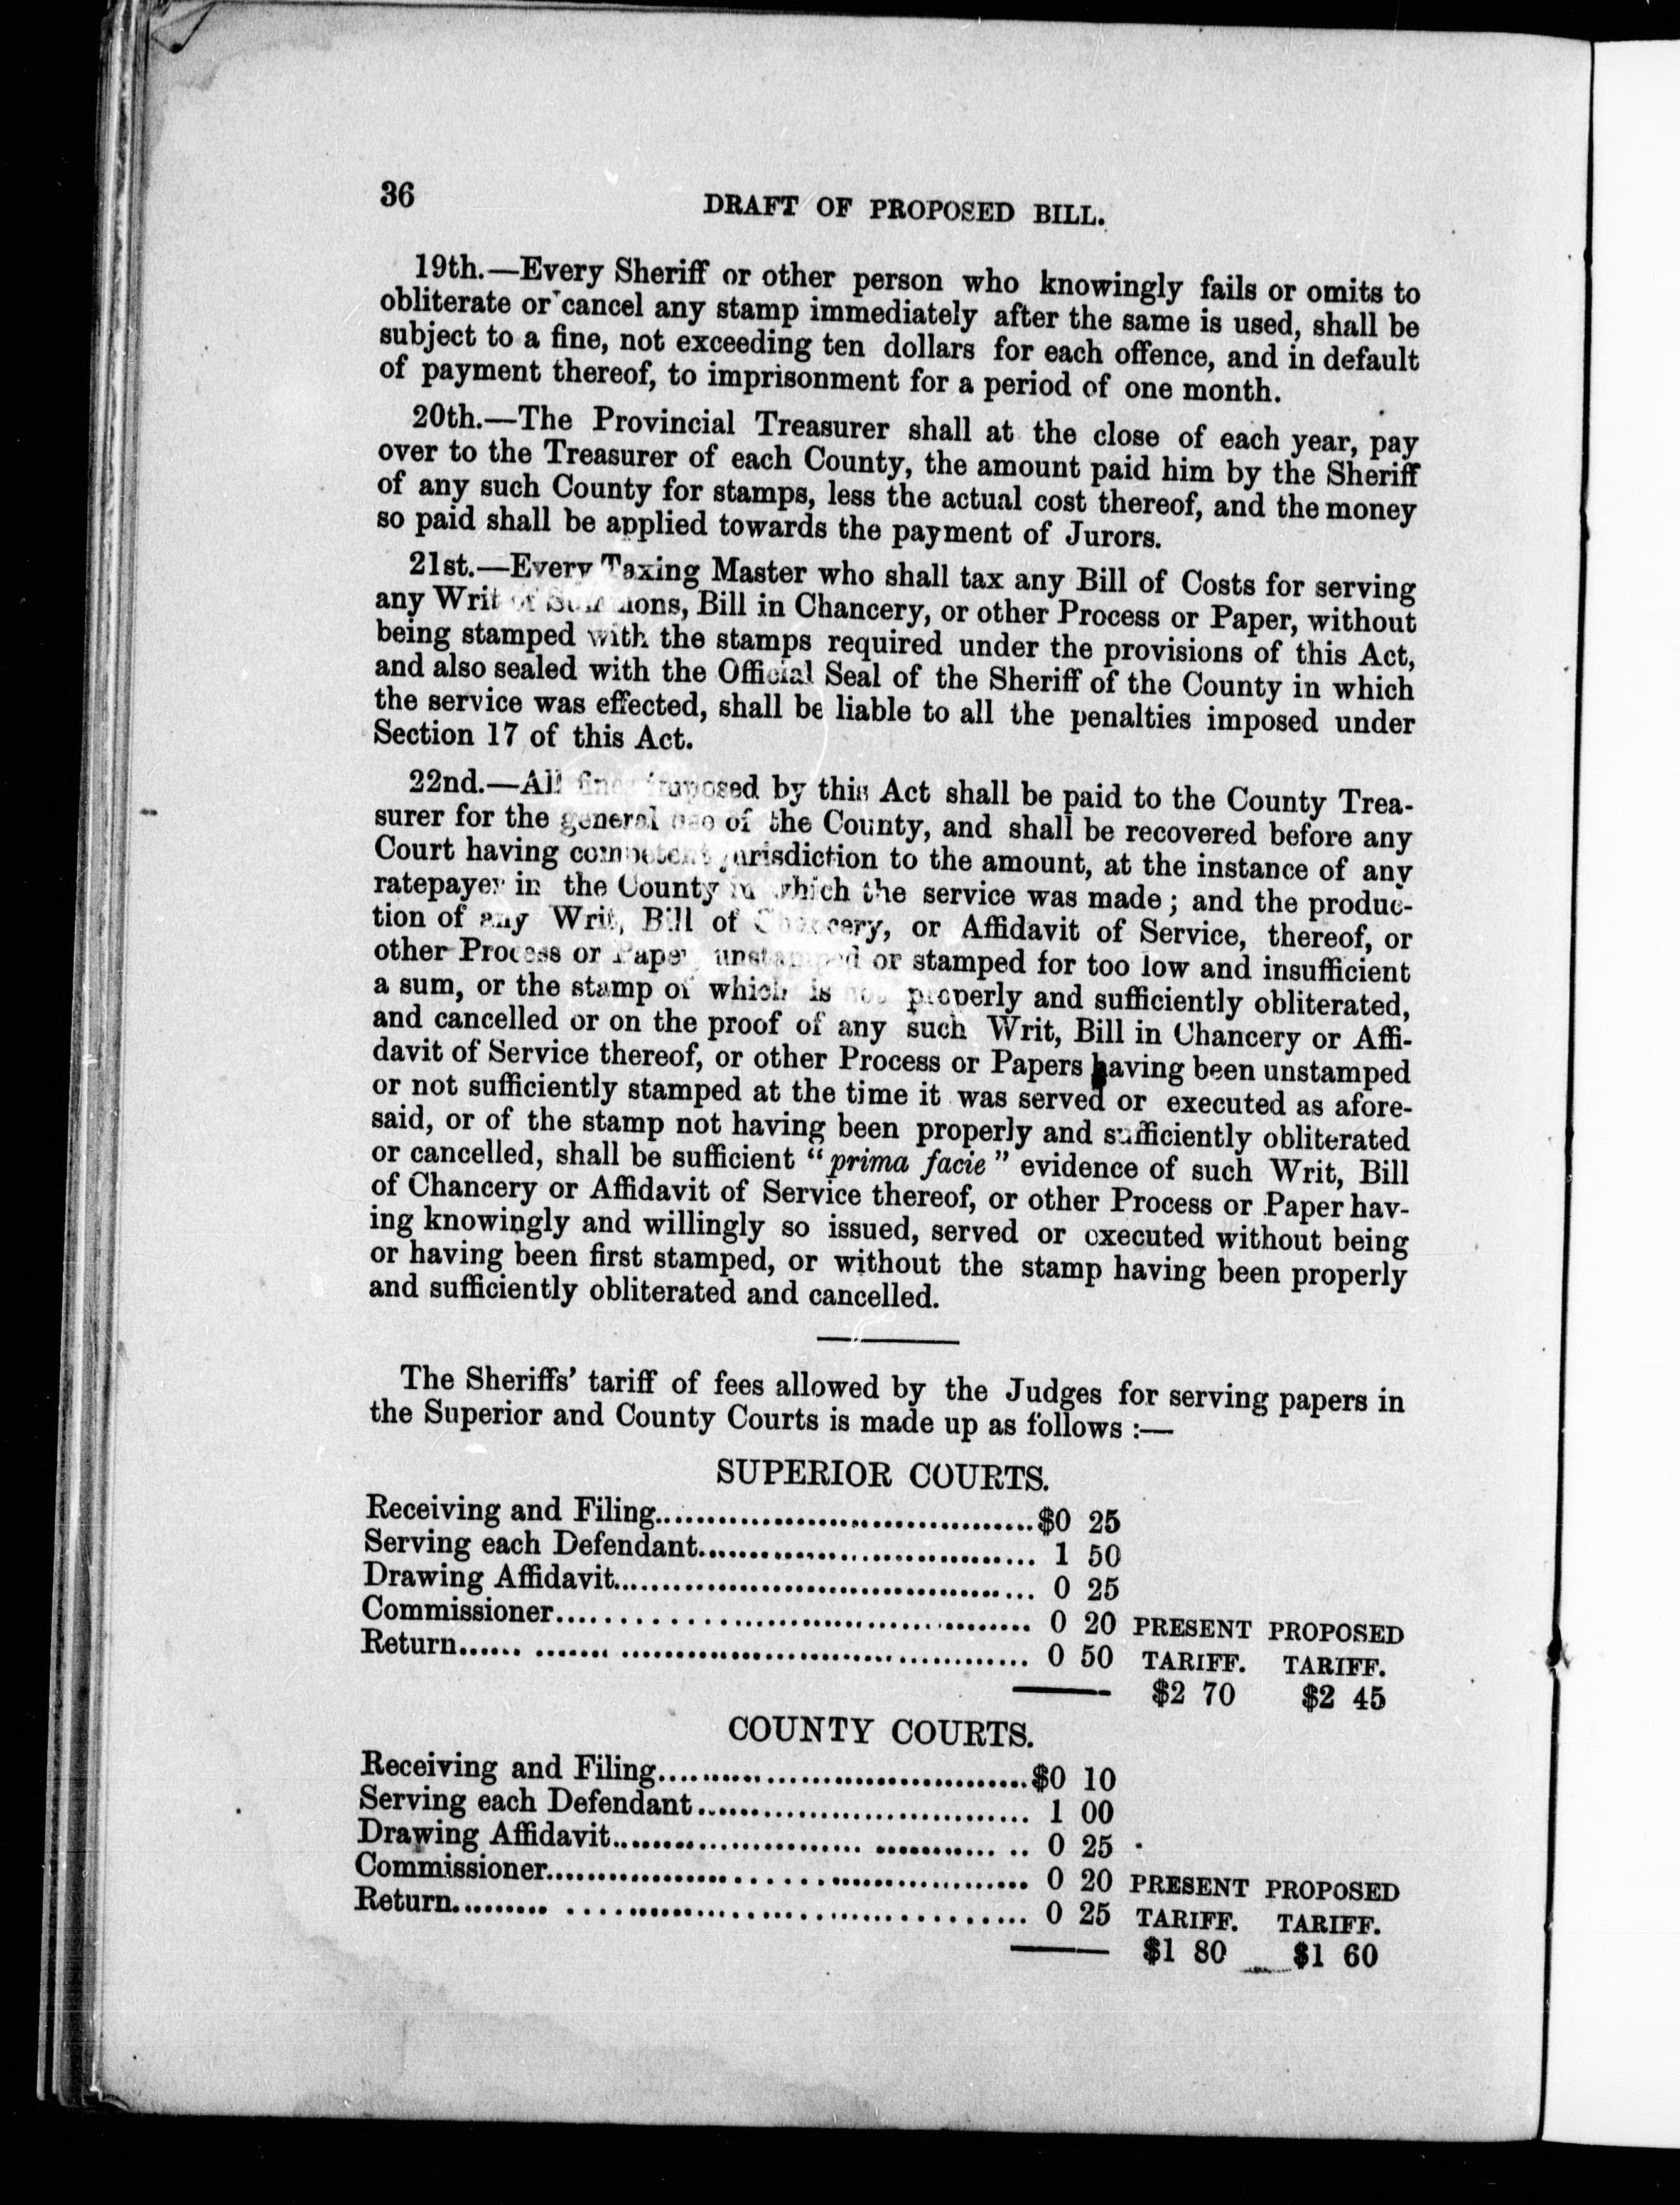 36
DRAFT OF PROPOSED BILL.
19th.—Every Sheriff or other person who knowingly fails or omits to
obliterate or cancel any stamp immediately after the same is used, shall be
subject to a fine, not exceeding ten dollars for each offence, and in default
of payment thereof, to imprisonment for a period of one month.
20th.—The Provincial Treasurer shall at the close of each year, pay
over to the Treasurer of each County, the amount paid him by the Sheriff
of any such County for stamps, less the actual cost thereof, and the money
so paid shall be applied towards the payment of Jurors.
21st.—Every Taxing Master who shall tax any Bill of Costs for serving
any Writ of Summons, Bill in Chancery, or other Process or Paper, without
being stamped with the stamps required under the provisions of this Act,
and also sealed with the Official Seal of the Sheriff of the County in which
the service was effected, shall be liable to all the penalties imposed under
Section 17 of this Act.
22nd.—All fines imposed by this Act shall be paid to the County Trea-
surer for the general use of the County, and shall be recovered before any
Court having competent jurisdiction to the amount, at the instance of any
ratepayer in the County in which the service was made; and the produc-
tion of any Writ, Bill of Chancery, or Affidavit of Service, thereof, or
other Process or Paper unstamped or stamped for too low and insufficient
a sum, or the stamp of which is not properly and sufficiently obliterated,
and cancelled or on the proof of any such Writ, Bill in Chancery or Affi-
davit of Service thereof, or other Process or Papers having been unstamped
or not sufficiently stamped at the time it was served or executed as afore-
said, or of the stamp not having been properly and sufficiently obliterated
or cancelled, shall be sufficient "prima facie" evidence of such Writ, Bill
of Chancery or Affidavit of Service thereof, or other Process or Paper hav-
ing knowingly and willingly so issued, served or executed without being
or having been first stamped, or without the stamp having been properly
and sufficiently obliterated and cancelled.
The Sheriffs' tariff of fees allowed by the Judges for serving papers in
the Superior and County Courts is made up as follows :—
SUPERIOR COURTS.
Receiving and Filing.....................................$0 25
Serving each Defendant................................. 1 50
Drawing Affidavit......................................... 0 25
Commissioner.............................................. 0 20 PRESENT PROPOSED
Return...................................................... 0 50 TARIFF. TARIFF.
$2 70 $2 45
COUNTY COURTS.
Receiving and Filing.....................................$0 10
Serving each Defendant................................. 1 00
Drawing Affidavit......................................... 0 25
Commissioner.............................................. 0 20 PRESENT PROPOSED
Return...................................................... 0 25 TARIFF. TARIFF.
$1 80 $1 60